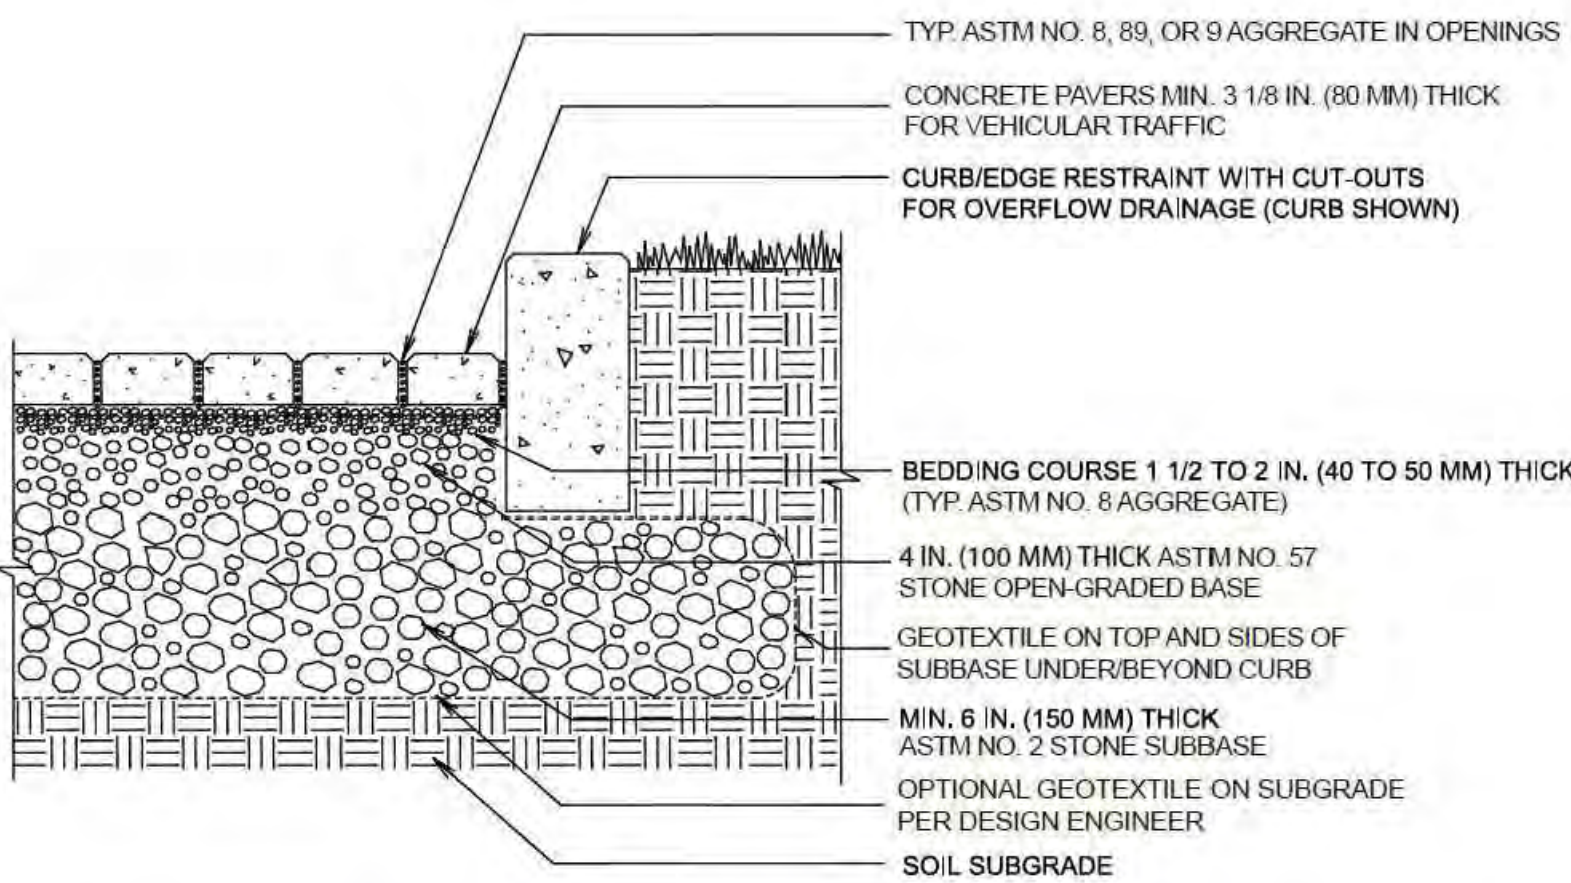 TYP. ASTM NO. 8, 89, OR 9 AGGREGATE IN OPENINGS
CONCRETE PAVERS MIN. 3 1/8 IN. (80 MM) THICK
FOR VEHICULAR TRAFFIC
CURB/EDGE RESTRAINT WITH CUT-OUTS
FOR OVERFLOW DRAINAGE (CURB SHOWN)
BEDDING COURSE 1 1/2 TO 2 IN. (40 TO 50 MM) THICK
(TYP. ASTM NO. 8 AGGREGATE)
4 IN. (100 MM) THICK ASTM NO. 57
STONE OPEN-GRADED BASE
GEOTEXTILE ON TOP AND SIDES OF
SUBBASE UNDER/BEYOND CURB
MIN. 6 IN. (150 MM) THICK
ASTM NO. 2 STONE SUBBASE
OPTIONAL GEOTEXTILE ON SUBGRADE
PER DESIGN ENGINEER
SOIL SUBGRADE